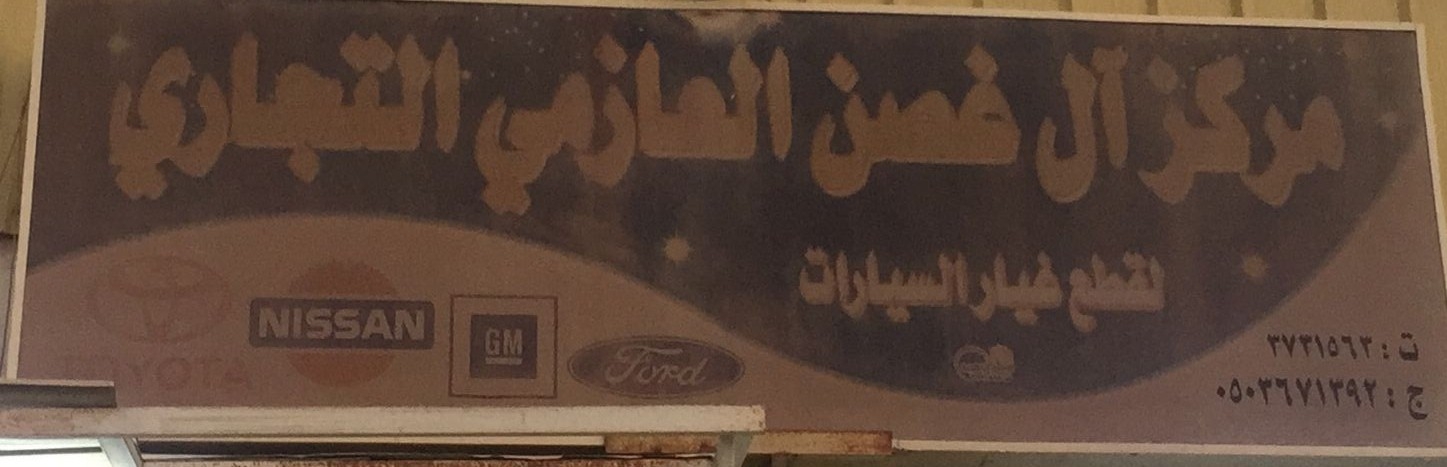 مركز آل غصن العازمي التجاري
لقطع غيار السيارات
TOYOTA
NISSAN
GM
Ford
ت : ٣٧٣١٥٦٢
ج : ٠٥٠٣٦٧١٣٩٢